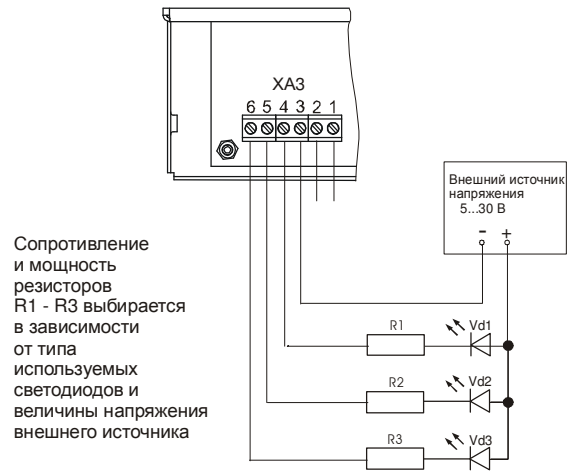 XA3
6 5 4 3 2 1
Внешний источник
напряжения
5...30 В
- +
Сопротивление
и мощность
резисторов
R1 - R3 выбирается
в зависимости
от типа
используемых
светодиодов и
величины напряжения
внешнего источника
R1 Vd1
R2 Vd2
R3 Vd3